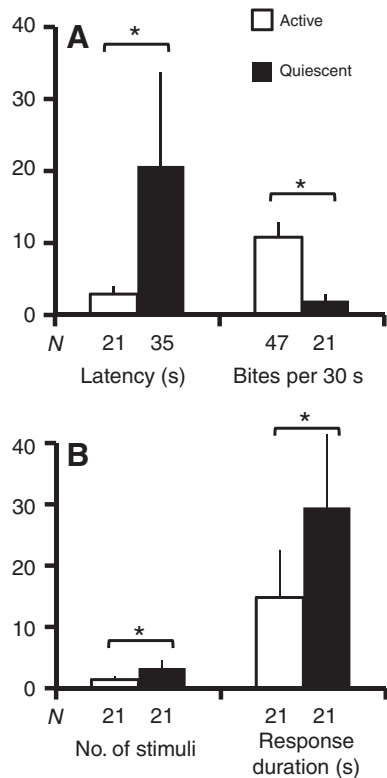 40
A
*
Active
Quiescent
30
20
*
10
0
N 21 35 47 21
Latency (s) Bites per 30 s
*
40
B
30
20
10
*
0
N 21 21 21 21
No. of stimuli Response
duration (s)